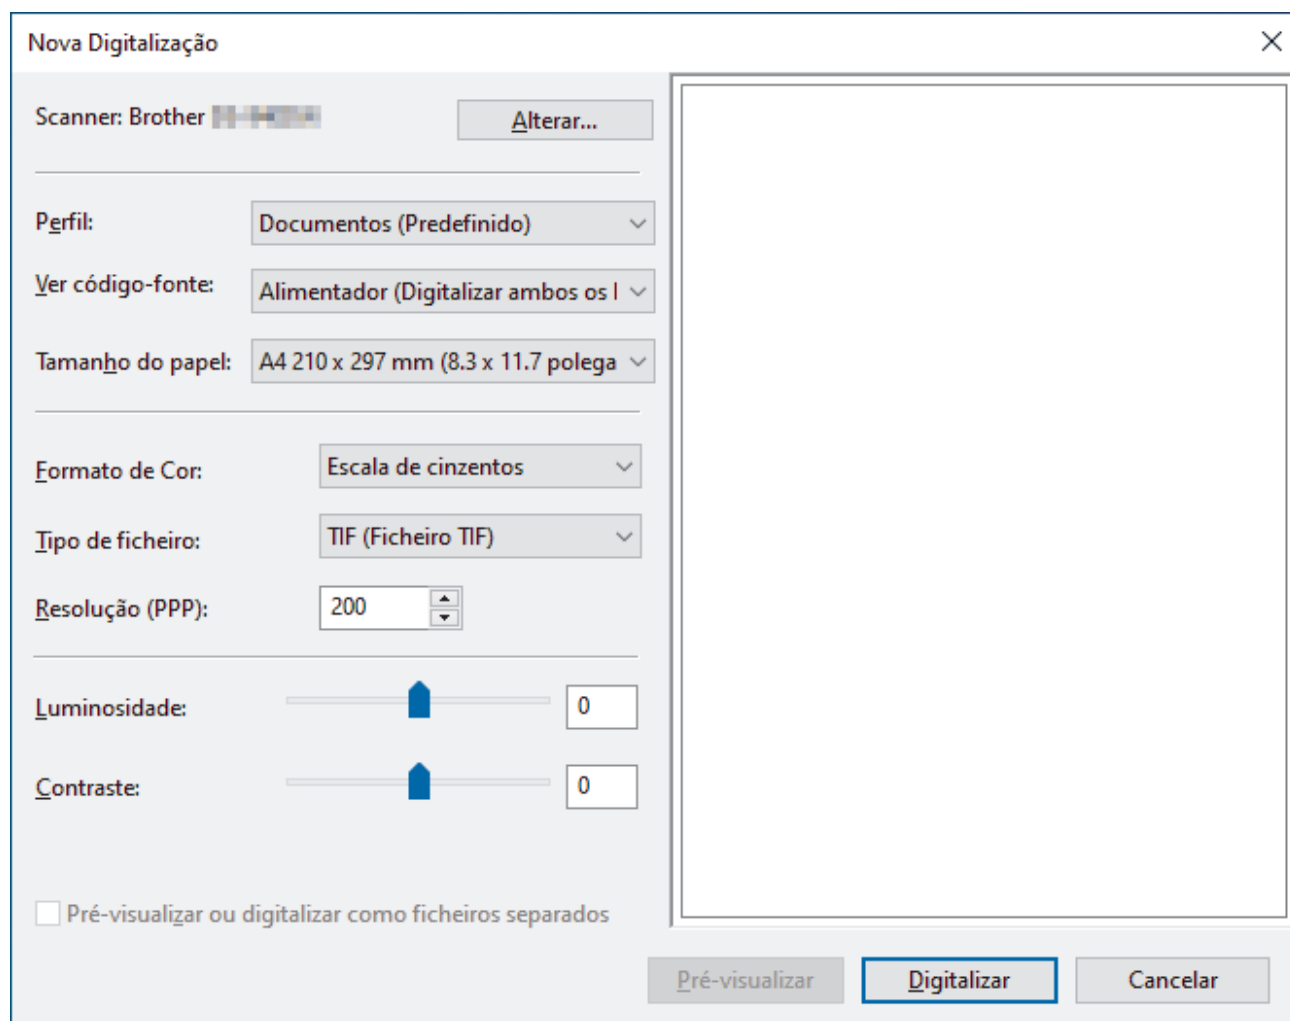 Nova Digitalização
Scanner: Brother
Alterar...
Perfil:
Documentos (Predefinido)
Ver código-fonte:
Alimentador (Digitalizar ambos os
Tamanho do papel:
A4 210 x 297 mm (8.3 x 11.7 polega
Formato de Cor:
Escala de cinzentos
Tipo de ficheiro:
TIF (Ficheiro TIF)
Resolução (PPP):
200
Luminosidade:
0
Contraste:
0
Pré-visualizar ou digitalizar como ficheiros separados
Pré-visualizar
Digitalizar
Cancelar